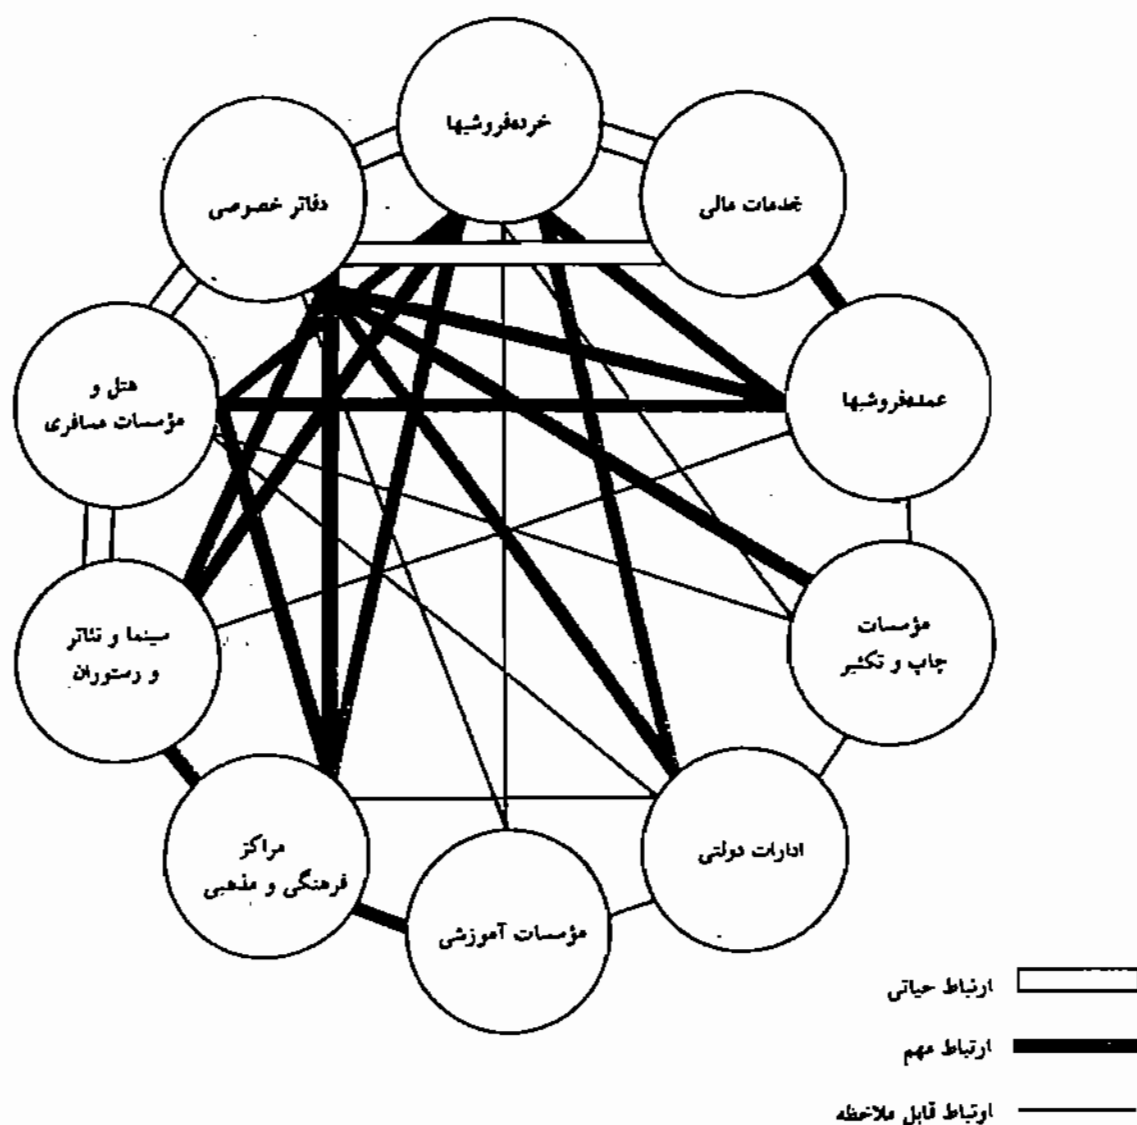 خرده‌فروشیها
خدمات مالی
دفاتر خصوصی
عمده‌فروشیها
هتل و
مؤسسات مسافری
مؤسسات
چاپ و تکثیر
سینما و تئاتر
و رستوران
ادارات دولتی
مراکز
فرهنگی و مذهبی
مؤسسات آموزشی
ارتباط حیاتی
ارتباط مهم
ارتباط قابل ملاحظه